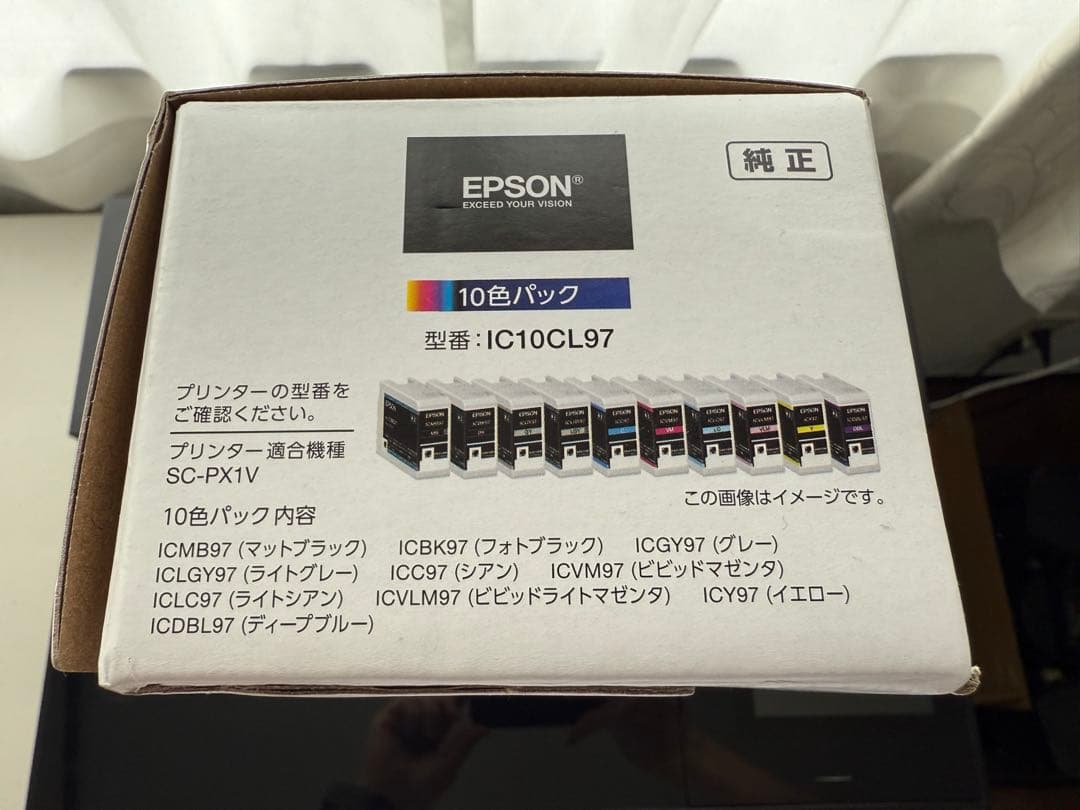 純正
EPSON®
EXCEED YOUR VISION
10色パック
型番：IC10CL97
プリンターの型番を
ご確認ください。
プリンター適合機種
SC-PX1V
この画像はイメージです。
10色パック内容
ICMB97 (マットブラック) ICBK97 (フォトブラック) ICGY97 (グレー)
ICLGY97 (ライトグレー) ICC97 (シアン) ICVM97 (ビビッドマゼンタ)
ICLC97 (ライトシアン) ICVLM97 (ビビッドライトマゼンタ) ICY97 (イエロー)
ICDBL97 (ディープブルー)